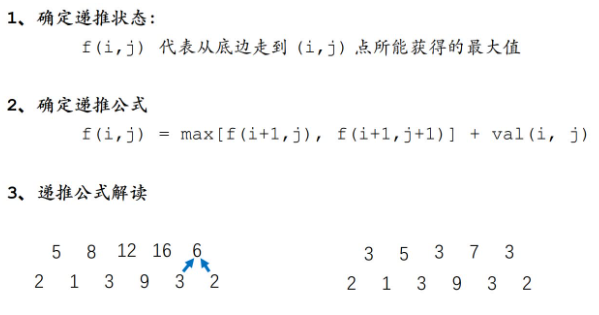 1、确定递推状态:
f(i,j) 代表从底边走到 (i,j) 点所能获得的最大值
2、确定递推公式
f(i,j) = max[f(i+1,j), f(i+1,j+1)] + val(i, j)
3、递推公式解读
5 8 12 16 6
2 1 3 9 3 2
3 5 3 7 3
2 1 3 9 3 2